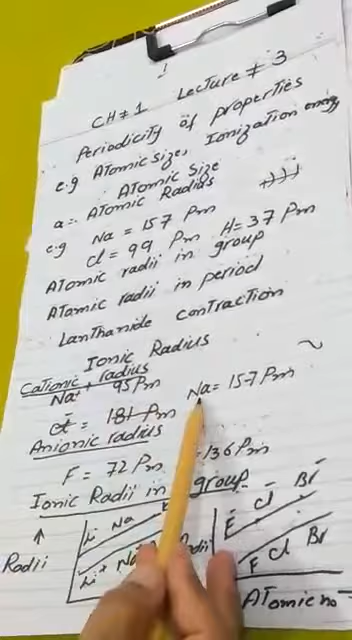 CH # 1 Lecture # 3
Periodicity of properties
e.g Atomic size, Ionization energy
Atomic Size
a:- Atomic Radius
e.g Na = 157 Pm
Cl = 99 Pm H = 37 Pm
Atomic radii in group
Atomic radii in period
Lanthanide contraction
Ionic Radius
Cationic radius
Na+ 95 Pm Na = 157 Pm
Cl- = 181 Pm
Anionic radius
F = 72 Pm =136 Pm
Ionic Radii in group
Radii
Li Na
Li+
F- Cl- Br-
F Cl Br
Atomic no